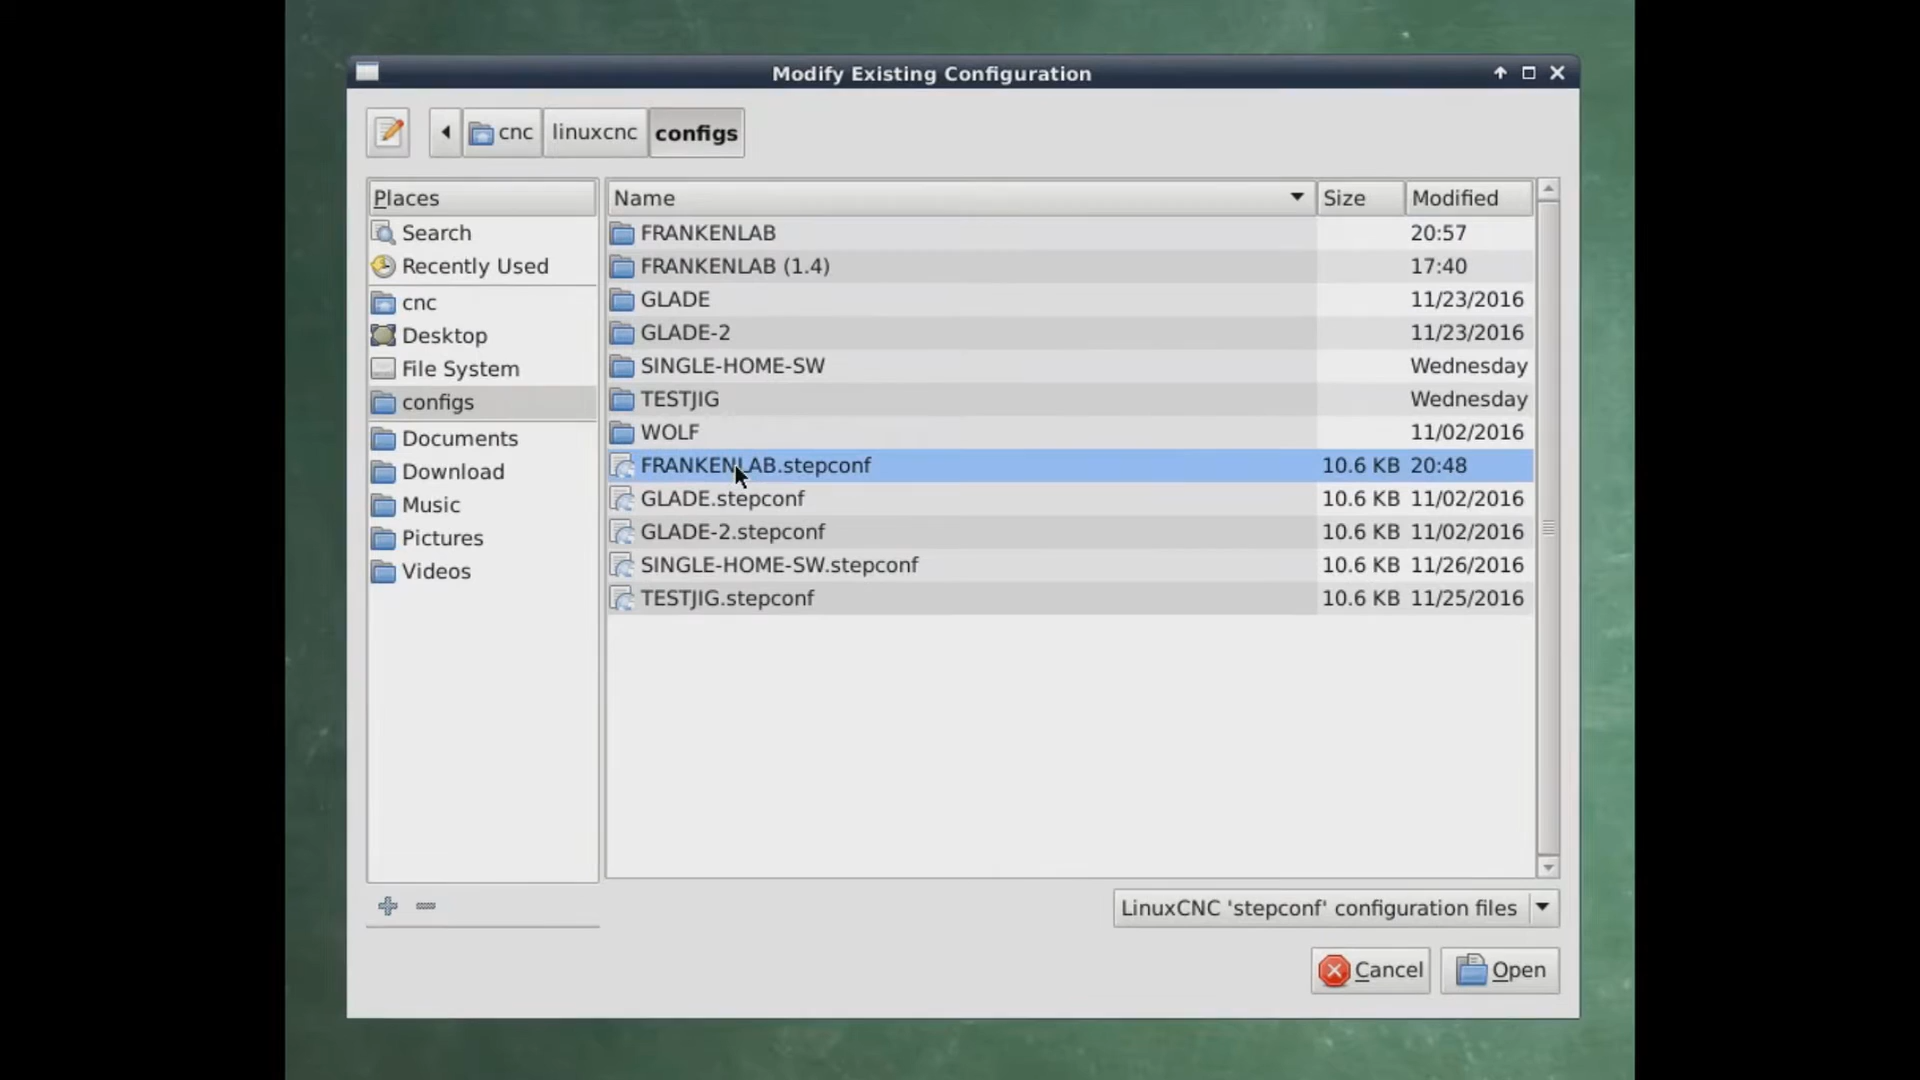 Modify Existing Configuration
cnc linuxcnc configs
Places
Search
Recently Used
cnc
Desktop
File System
configs
Documents
Download
Music
Pictures
Videos
Name Size Modified
FRANKENLAB 20:57
FRANKENLAB (1.4) 17:40
GLADE 11/23/2016
GLADE-2 11/23/2016
SINGLE-HOME-SW Wednesday
TESTJIG Wednesday
WOLF 11/02/2016
FRANKENLAB.stepconf 10.6 KB 20:48
GLADE.stepconf 10.6 KB 11/02/2016
GLADE-2.stepconf 10.6 KB 11/02/2016
SINGLE-HOME-SW.stepconf 10.6 KB 11/26/2016
TESTJIG.stepconf 10.6 KB 11/25/2016
LinuxCNC 'stepconf' configuration files
Cancel Open